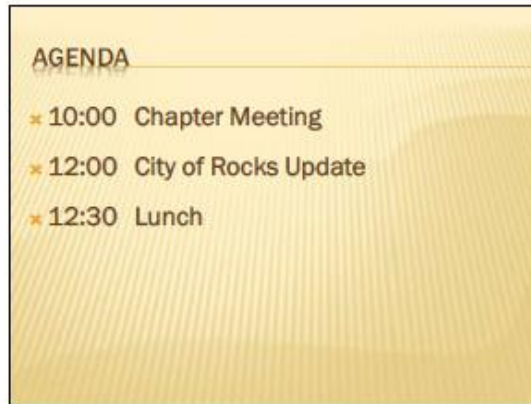 AGENDA
10:00 Chapter Meeting
12:00 City of Rocks Update
12:30 Lunch